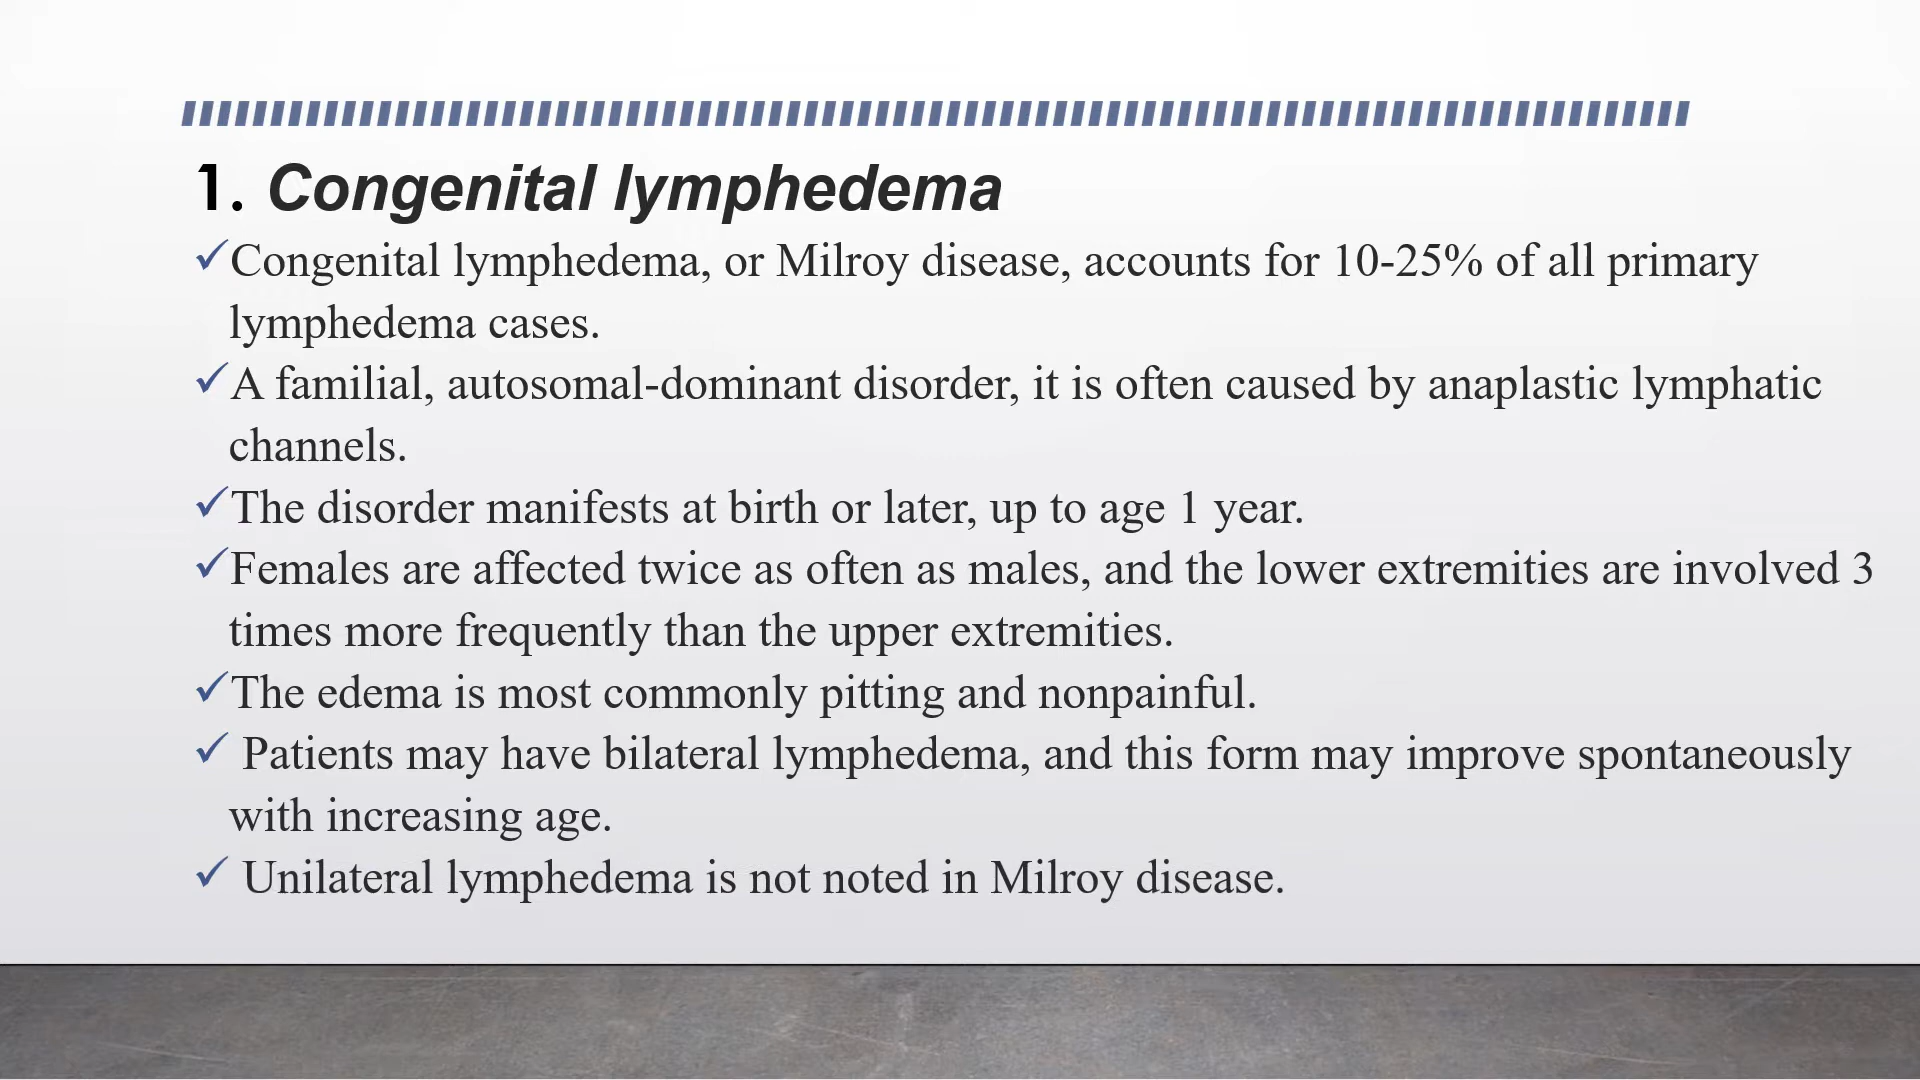 1. Congenital lymphedema
✓Congenital lymphedema, or Milroy disease, accounts for 10-25% of all primary
lymphedema cases.
✓A familial, autosomal-dominant disorder, it is often caused by anaplastic lymphatic
channels.
✓The disorder manifests at birth or later, up to age 1 year.
✓Females are affected twice as often as males, and the lower extremities are involved 3
times more frequently than the upper extremities.
✓The edema is most commonly pitting and nonpainful.
✓ Patients may have bilateral lymphedema, and this form may improve spontaneously
with increasing age.
✓ Unilateral lymphedema is not noted in Milroy disease.